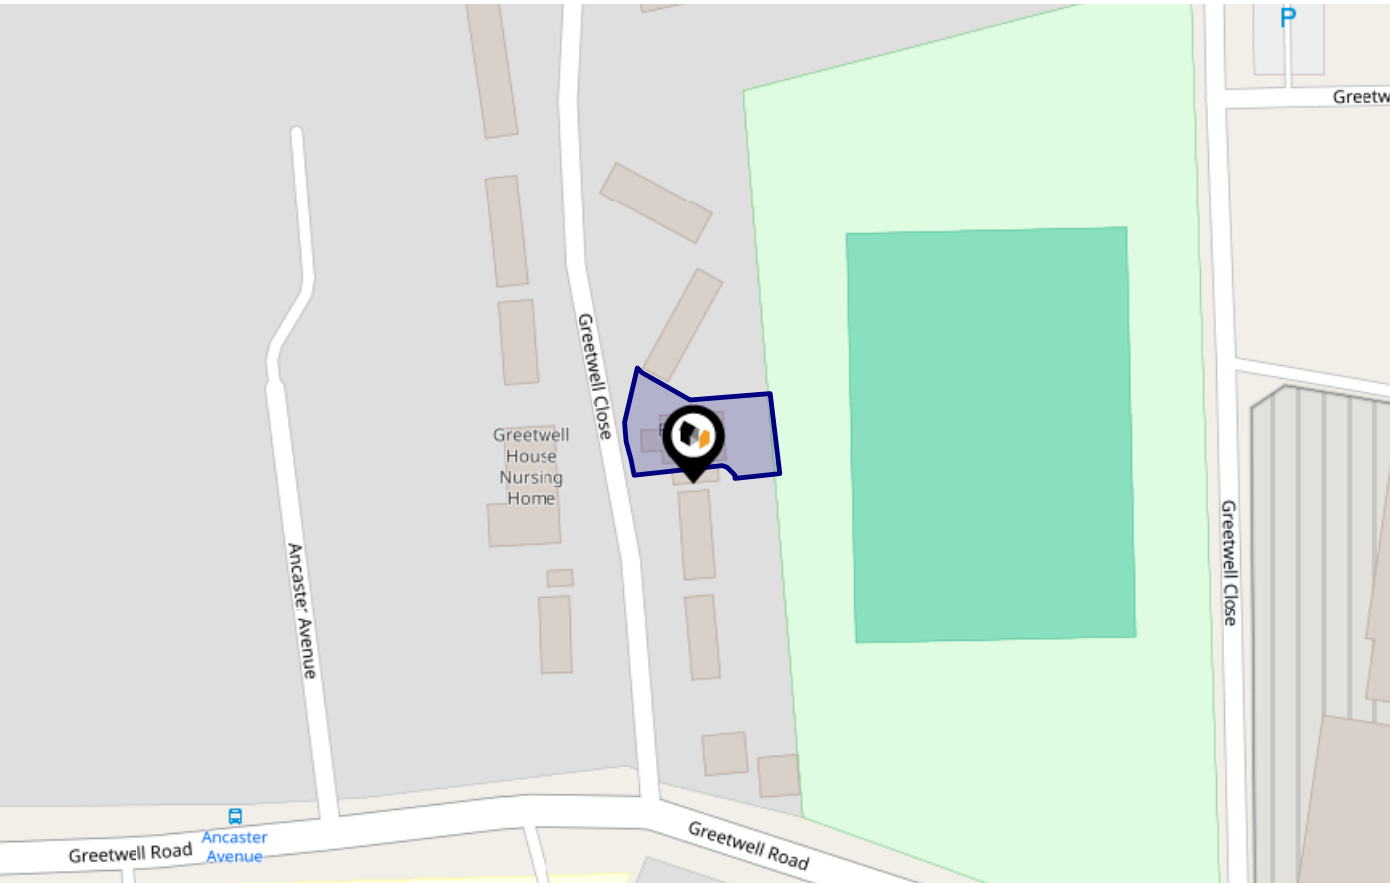 P
Greetw
Greetwell Close
Greetwell
House
Nursing
Home
Greetwell Close
Ancaster Avenue
Ancaster
Avenue
Greetwell Road
Greetwell Road